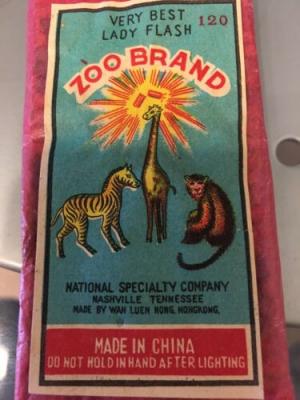 VERY BEST 120
LADY FLASH
ZOO BRAND
NATIONAL SPECIALTY COMPANY
NASHVILLE TENNESSEE
MADE BY WAN LUEN HONG, HONGKONG,
MADE IN CHINA
DO NOT HOLD IN HAND AFTER LIGHTING